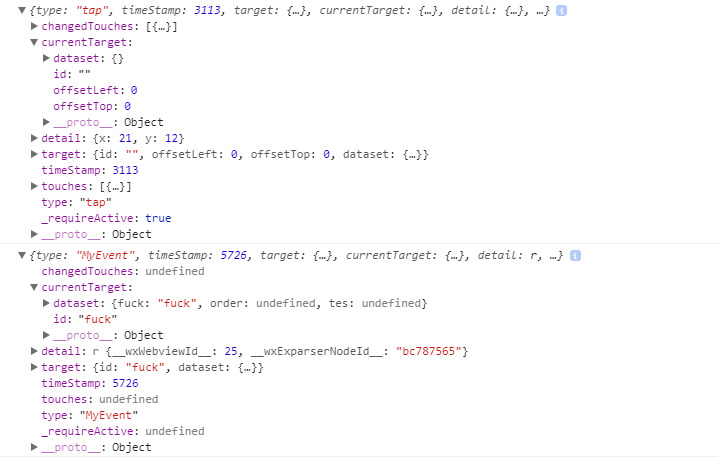 ▼{type: "tap", timeStamp: 3113, target: {…}, currentTarget: {…}, detail: {…}, …} i
▶changedTouches: [{…}]
▼currentTarget:
▶dataset: {}
id: ""
offsetLeft: 0
offsetTop: 0
▶__proto__: Object
▶detail: {x: 21, y: 12}
▶target: {id: "", offsetLeft: 0, offsetTop: 0, dataset: {…}}
timeStamp: 3113
▶touches: [{…}]
type: "tap"
_requireActive: true
▶__proto__: Object
▼{type: "MyEvent", timeStamp: 5726, target: {…}, currentTarget: {…}, detail: r, …} i
changedTouches: undefined
▼currentTarget:
▶dataset: {fuck: "fuck", order: undefined, tes: undefined}
id: "fuck"
▶__proto__: Object
▶detail: r {__wxWebviewId__: 25, __wxExparserNodeId__: "bc787565"}
▶target: {id: "fuck", dataset: {…}}
timeStamp: 5726
touches: undefined
type: "MyEvent"
_requireActive: undefined
▶__proto__: Object